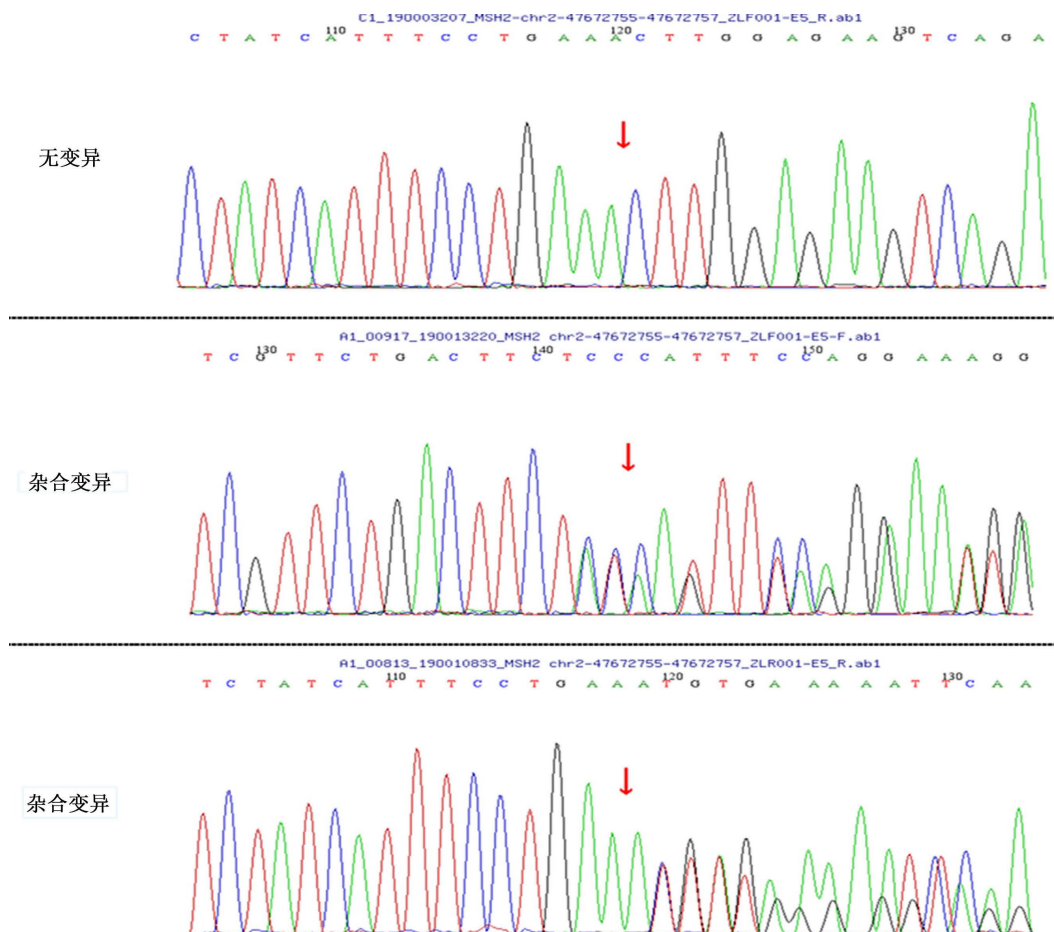 C1_190003207_MSH2-chr2-47672755-47672757_ZLF001-E5_R.ab1
110 120 130
C T A T C A T T T C C T G A A A C T T G G A G A A G T C A G A
无变异
A1_00917_190013220_MSH2 chr2-47672755-47672757_ZLF001-E5-F.ab1
130 140 150
T C G T T C T G A C T T C T C C C A T T T C C A G G A A A G G
杂合变异
A1_00813_190010833_MSH2 chr2-47672755-47672757_ZLR001-E5_R.ab1
110 120 130
T C T A T C A T T T C C T G A A A T G T G A A A A A T T C A A
杂合变异